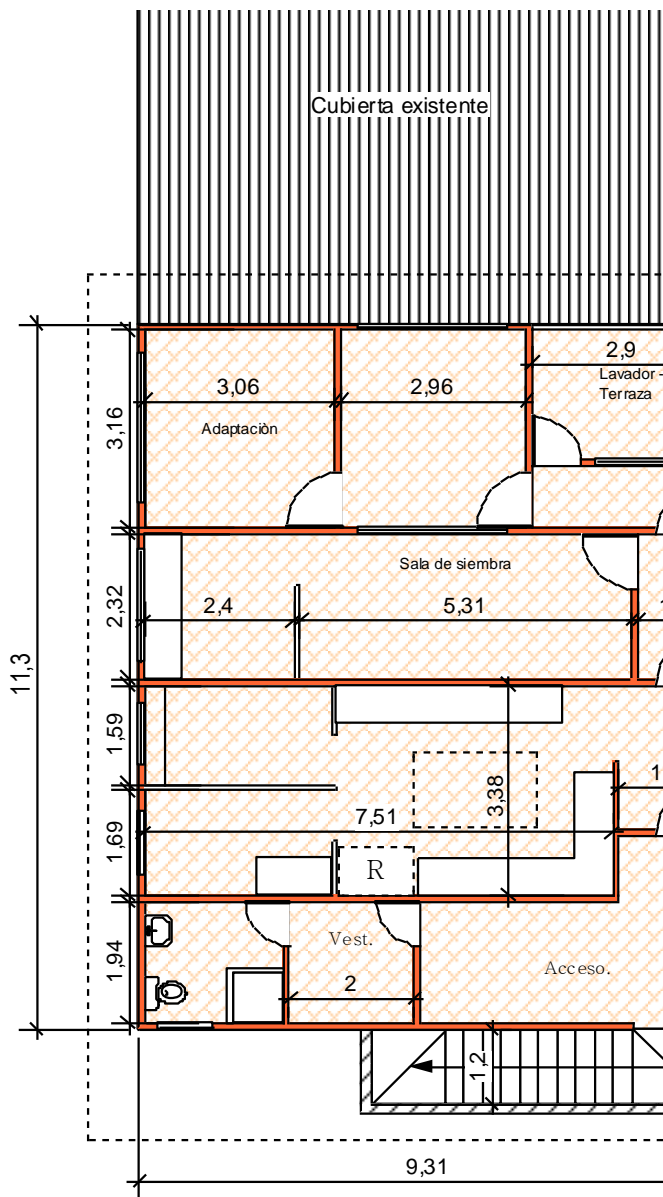 Cubierta existente
2,9
Lavador -
Terraza
3,06
2,96
Adaptaciòn
3,16
Sala de siembra
2,4
5,31
1
2,32
11,3
1,59
1
3,38
7,51
1,69
R
Vest.
1,94
Acceso.
2
1,2
9,31